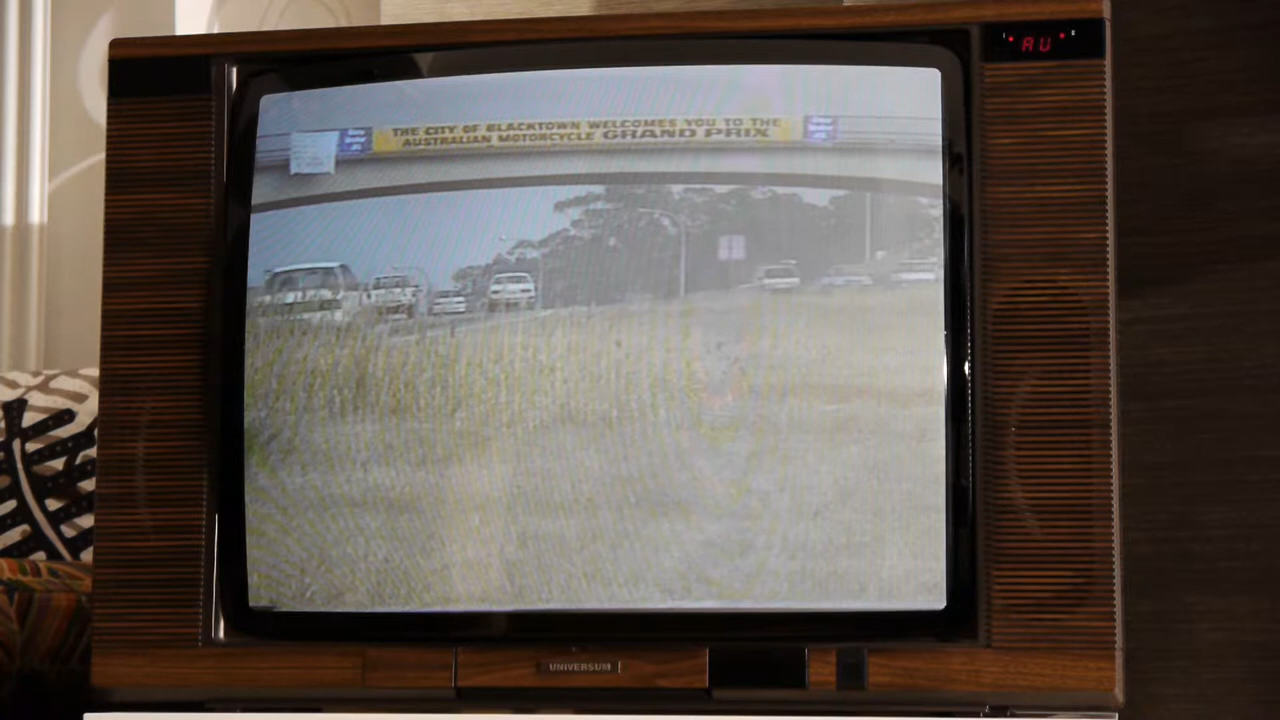 AU
THE CITY OF BLACKTOWN WELCOMES YOU TO THE
AUSTRALIAN MOTORCYCLE GRAND PRIX
UNIVERSUM